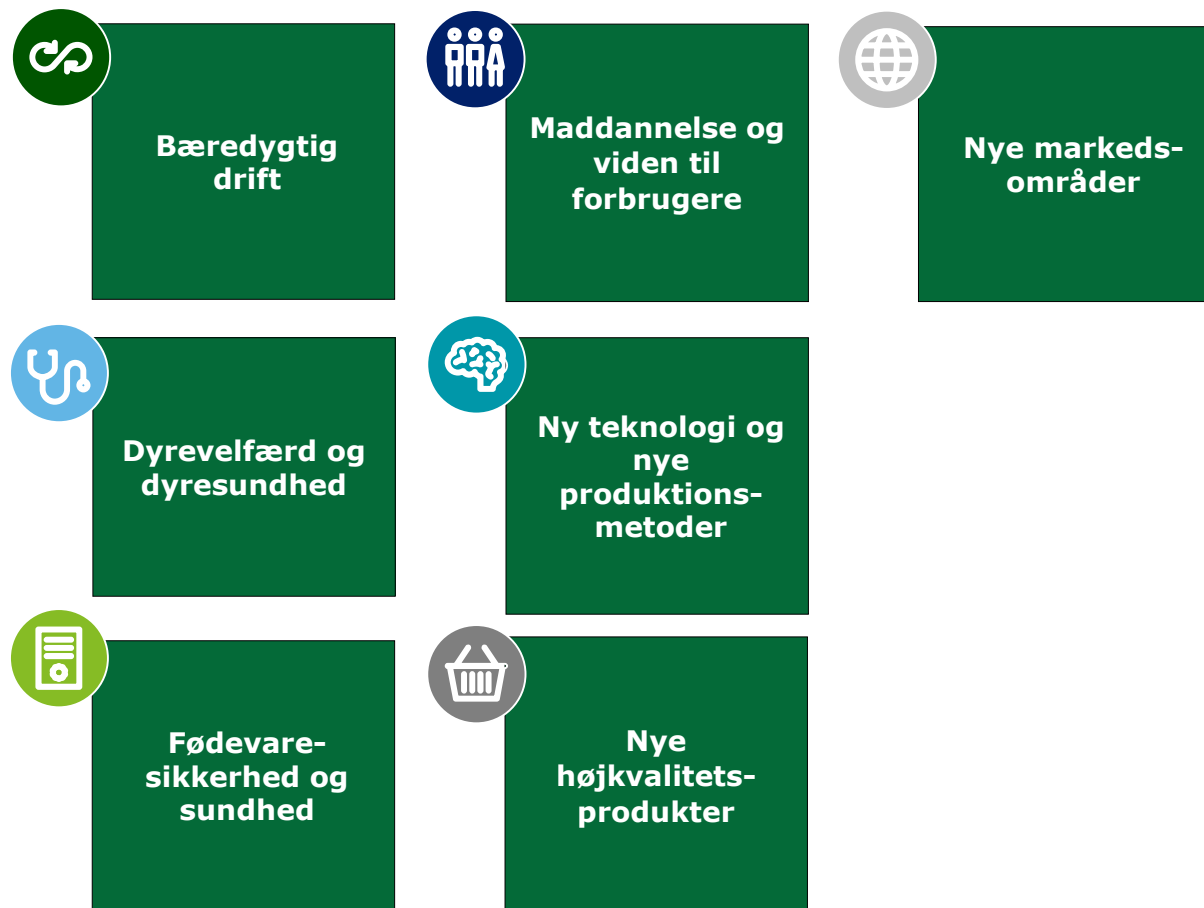 Bæredygtig
drift
Maddannelse og
viden til
forbrugere
Nye markeds-
områder
Dyrevelfærd og
dyresundhed
Ny teknologi og
nye
produktions-
metoder
Fødevare-
sikkerhed og
sundhed
Nye
højkvalitets-
produkter